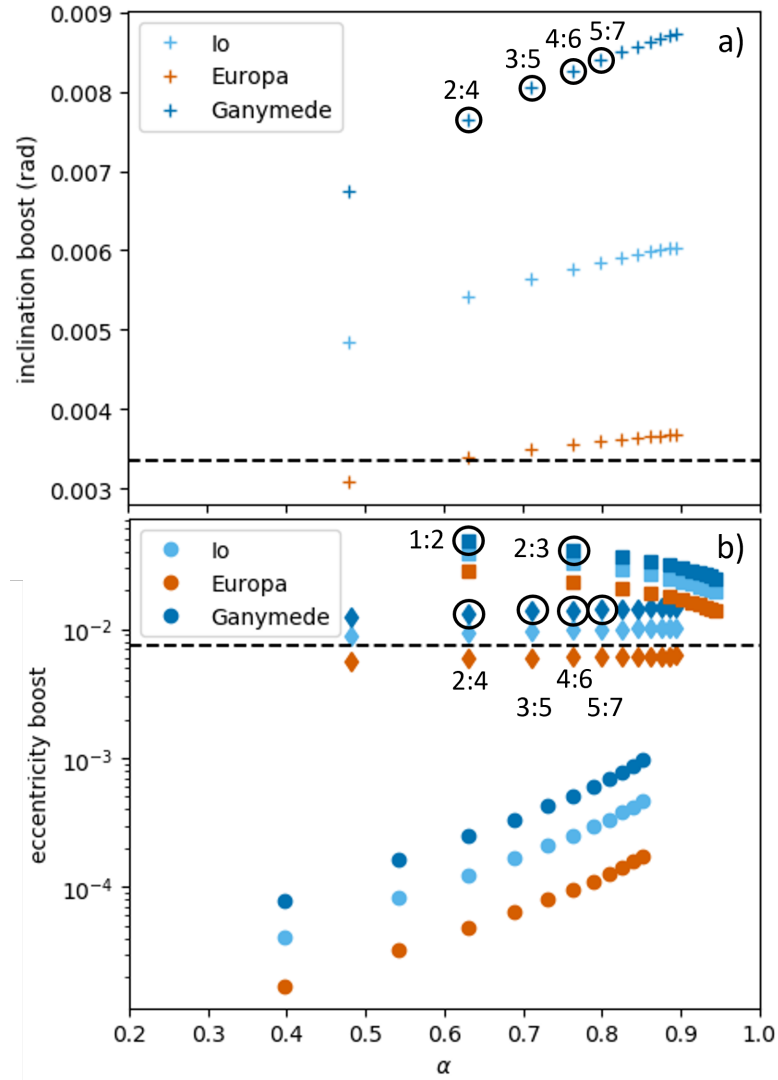 0.009
0.008
0.007
0.006
0.005
0.004
0.003
inclination boost (rad)
Io
Europa
Ganymede
2:4
3:5
4:6
5:7
a)
b)
Io
Europa
Ganymede
1:2
2:3
2:4
4:6
3:5
5:7
10⁻²
10⁻³
10⁻⁴
eccentricity boost
0.2 0.3 0.4 0.5 0.6 0.7 0.8 0.9 1.0
α